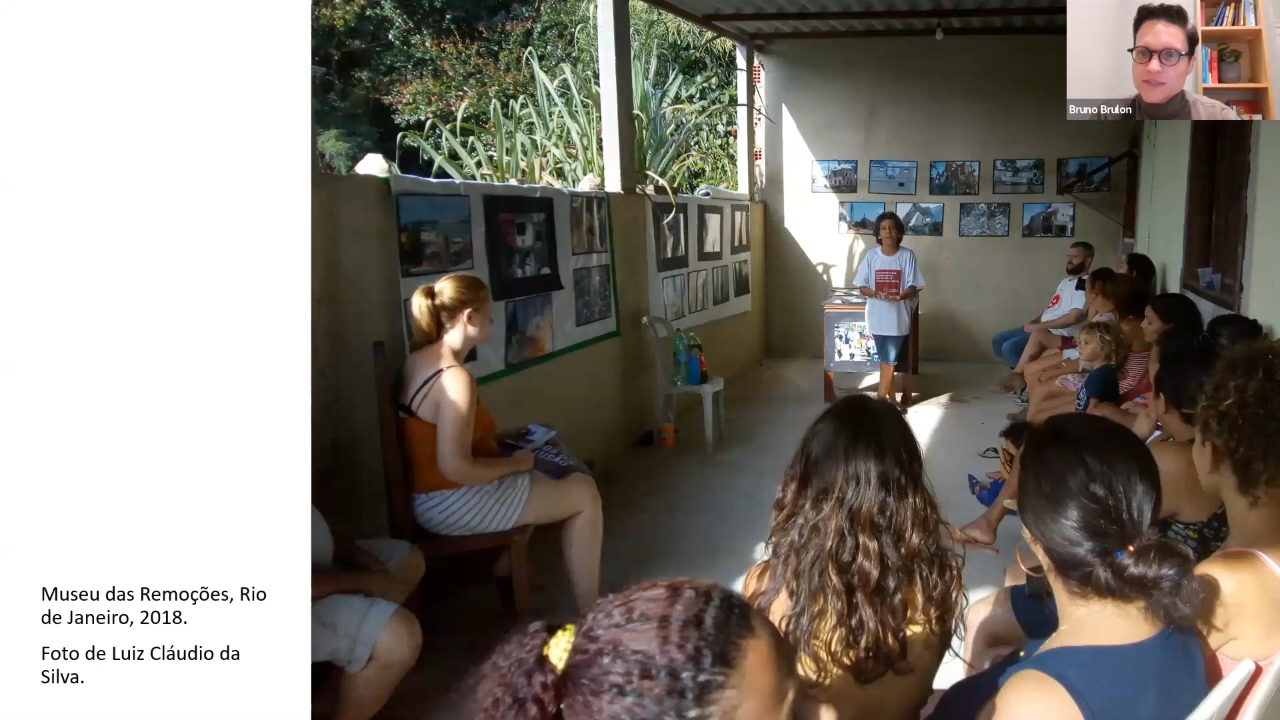 Bruno Brulon
Museu das Remoções, Rio
de Janeiro, 2018.
Foto de Luiz Cláudio da
Silva.